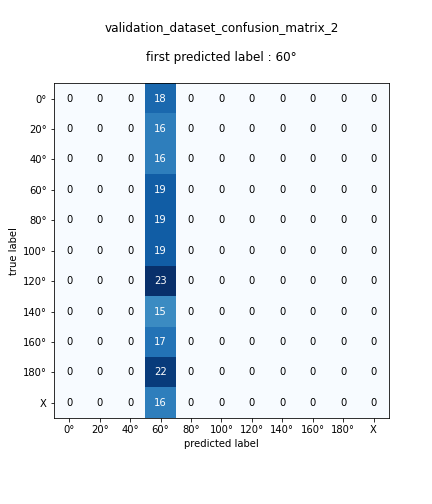 validation_dataset_confusion_matrix_2
first predicted label : 60°
0° 0 0 0 18 0 0 0 0 0 0 0
20° 0 0 0 16 0 0 0 0 0 0 0
40° 0 0 0 16 0 0 0 0 0 0 0
60° 0 0 0 19 0 0 0 0 0 0 0
80° 0 0 0 19 0 0 0 0 0 0 0
100° 0 0 0 19 0 0 0 0 0 0 0
120° 0 0 0 23 0 0 0 0 0 0 0
140° 0 0 0 15 0 0 0 0 0 0 0
160° 0 0 0 17 0 0 0 0 0 0 0
180° 0 0 0 22 0 0 0 0 0 0 0
X 0 0 0 16 0 0 0 0 0 0 0
true label
0° 20° 40° 60° 80° 100° 120° 140° 160° 180° X
predicted label